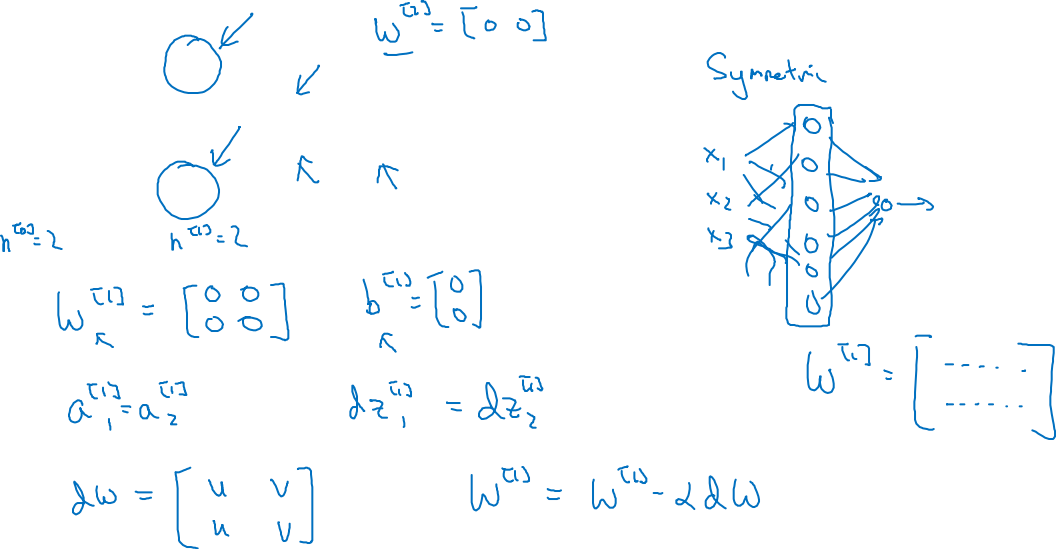 W^[2] = [0 0]
Symmetric
x1
x2
x3
n^[0]=2 n^[1]=2
W^[1] = [0 0
0 0]
b^[1] = [0
0]
W^[1] = [-----
-----]
a1^[1] = a2^[1] dz1^[1] = dz2^[1]
dW = [u v
u v]
W^[1] = W^[1] - αdW